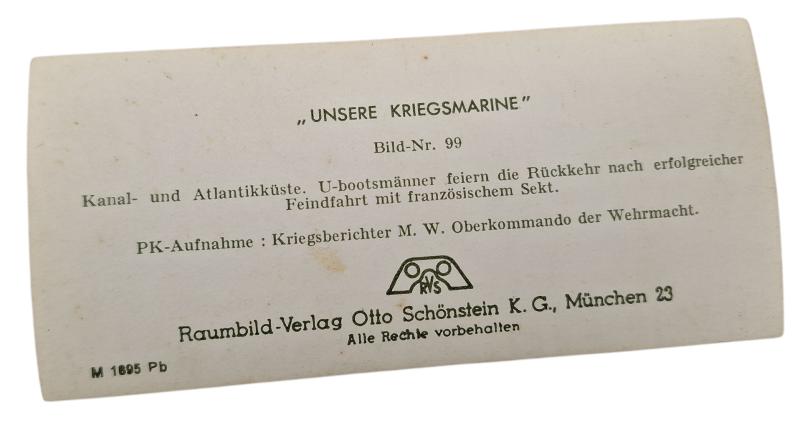 „UNSERE KRIEGSMARINE”
Bild-Nr. 99
Kanal- und Atlantikküste. U-bootsmänner feiern die Rückkehr nach erfolgreicher
Feindfahrt mit französischem Sekt.
PK-Aufnahme : Kriegsberichter M. W. Oberkommando der Wehrmacht.
RVS
Raumbild-Verlag Otto Schönstein K. G., München 23
Alle Rechte vorbehalten
M 1695 Pb